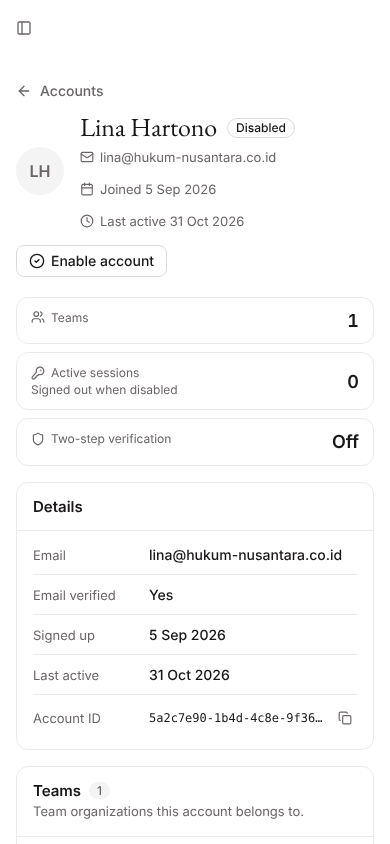 Accounts
Lina Hartono Disabled
LH
lina@hukum-nusantara.co.id
Joined 5 Sep 2026
Last active 31 Oct 2026
Enable account
Teams 1
Active sessions
Signed out when disabled 0
Two-step verification Off
Details
Email lina@hukum-nusantara.co.id
Email verified Yes
Signed up 5 Sep 2026
Last active 31 Oct 2026
Account ID 5a2c7e90-1b4d-4c8e-9f36…
Teams 1
Team organizations this account belongs to.